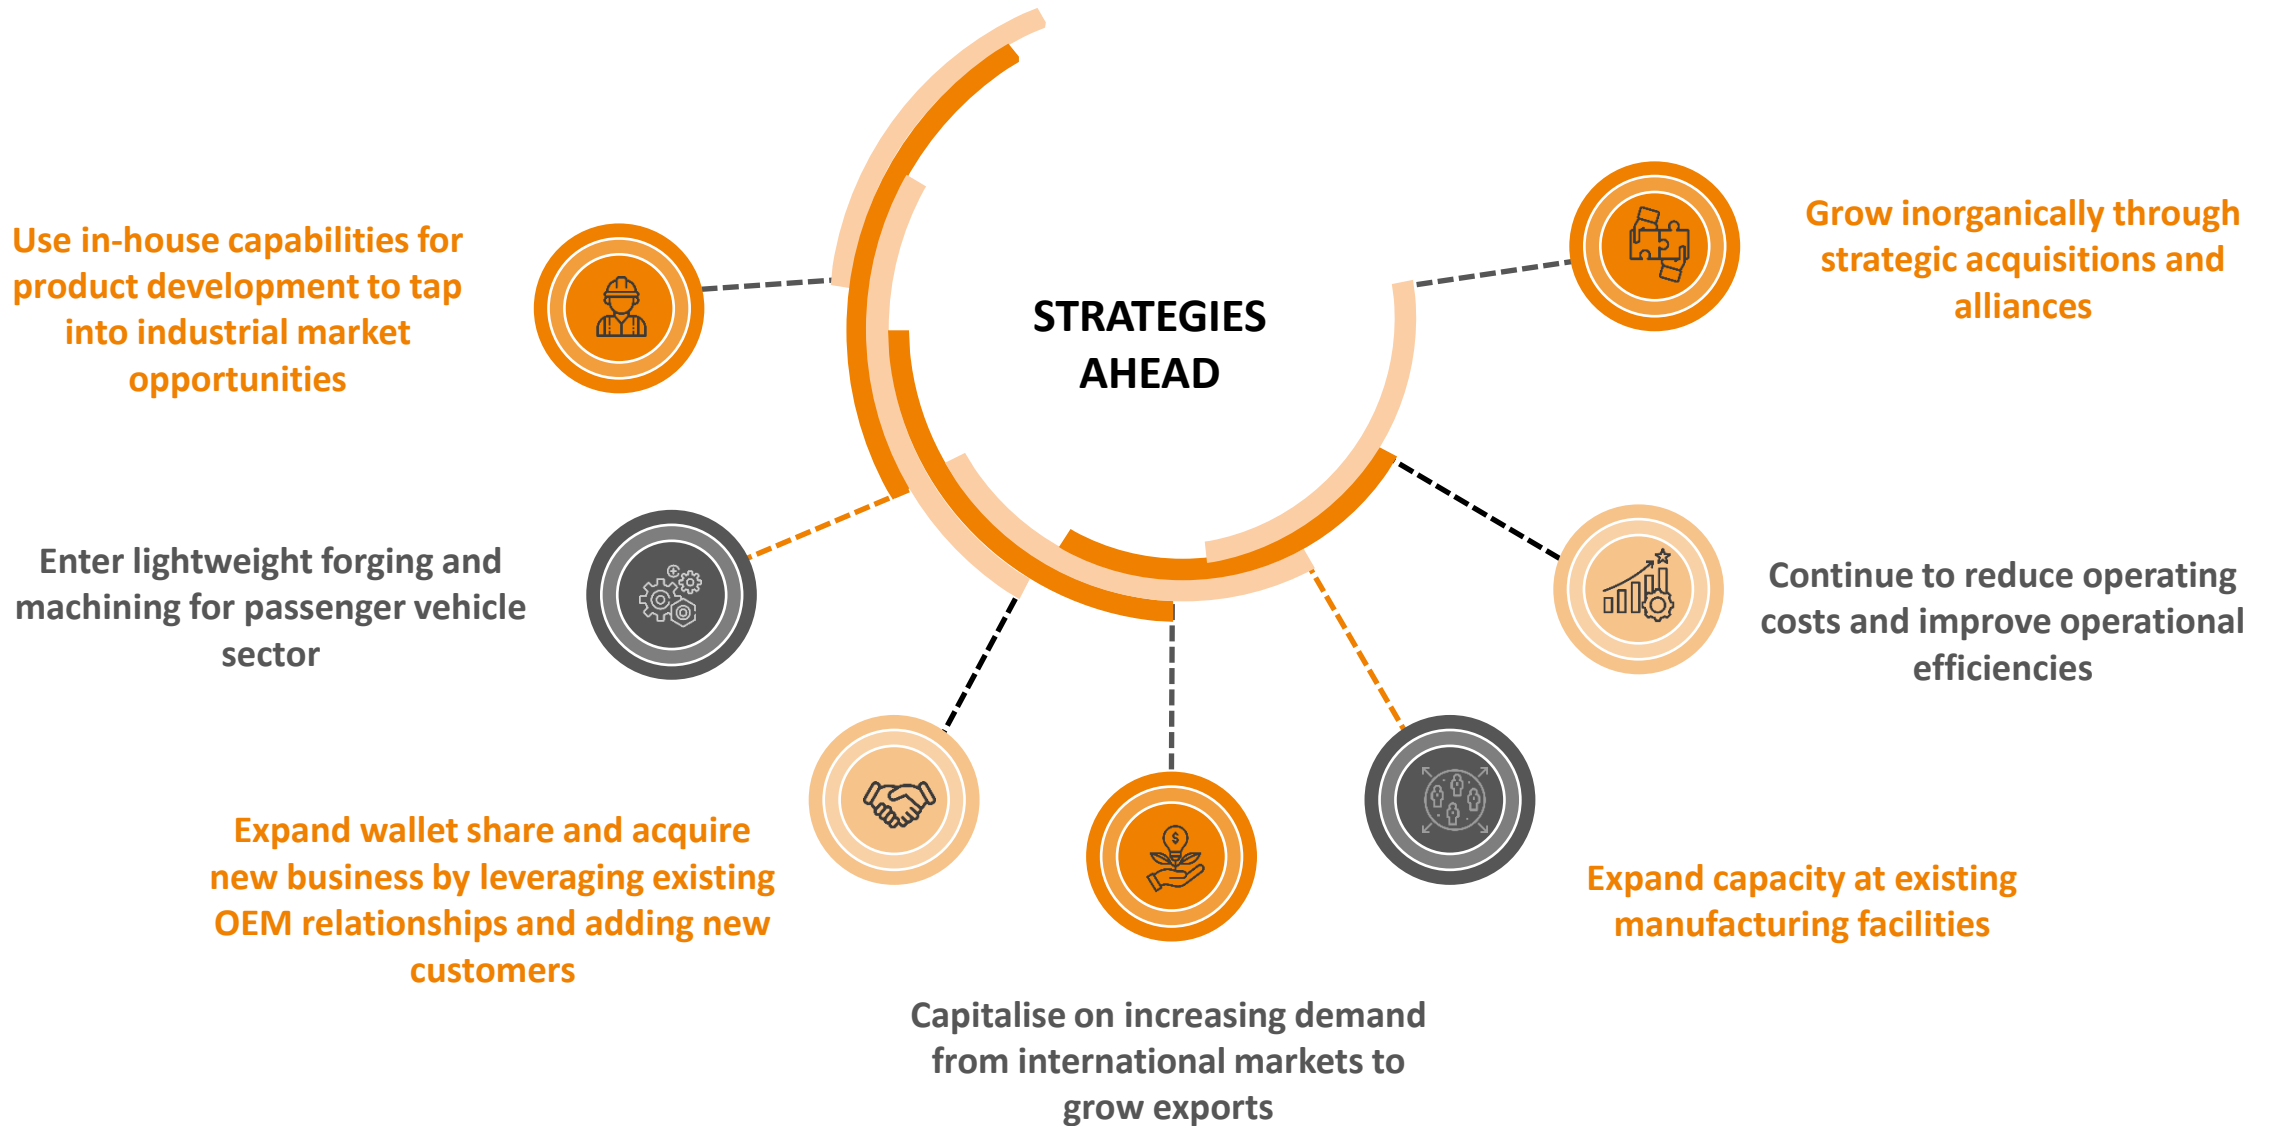 STRATEGIES
AHEAD
Use in-house capabilities for
product development to tap
into industrial market
opportunities
Enter lightweight forging and
machining for passenger vehicle
sector
Expand wallet share and acquire
new business by leveraging existing
OEM relationships and adding new
customers
Capitalise on increasing demand
from international markets to
grow exports
Expand capacity at existing
manufacturing facilities
Continue to reduce operating
costs and improve operational
efficiencies
Grow inorganically through
strategic acquisitions and
alliances
$